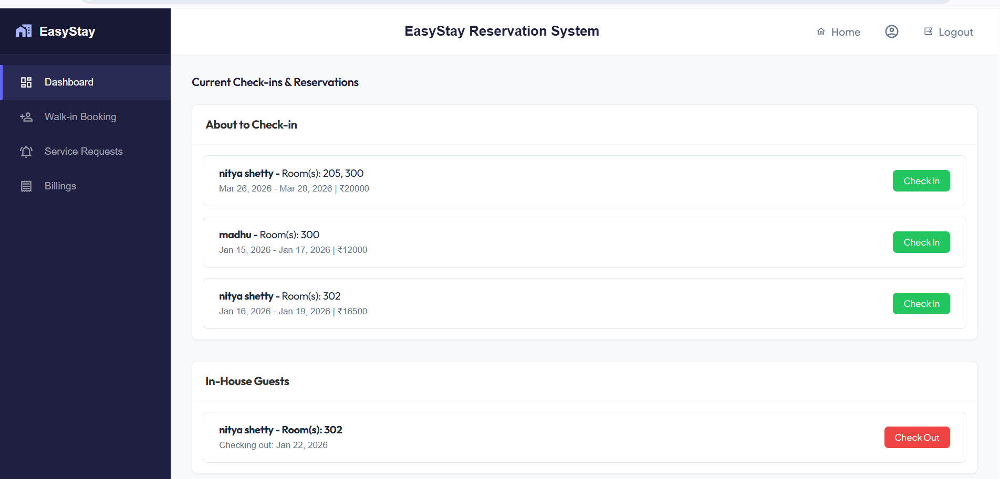 EasyStay
EasyStay Reservation System
Home
Logout
Dashboard
Walk-in Booking
Service Requests
Billings
Current Check-ins & Reservations
About to Check-in
nitya shetty - Room(s): 205, 300
Mar 26, 2026 - Mar 28, 2026 | ₹20000
Check In
madhu - Room(s): 300
Jan 15, 2026 - Jan 17, 2026 | ₹12000
Check In
nitya shetty - Room(s): 302
Jan 16, 2026 - Jan 19, 2026 | ₹16500
Check In
In-House Guests
nitya shetty - Room(s): 302
Checking out: Jan 22, 2026
Check Out